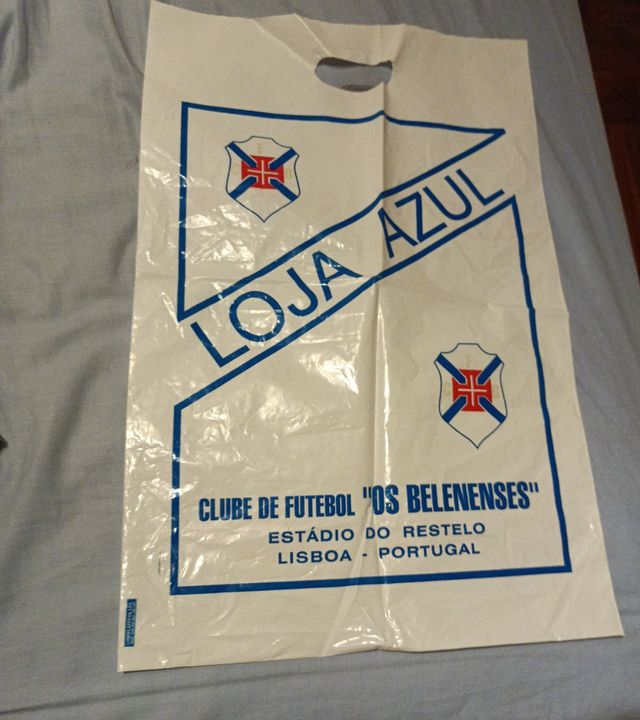 LOJA AZUL
CLUBE DE FUTEBOL "OS BELENENSES"
ESTÁDIO DO RESTELO
LISBOA - PORTUGAL